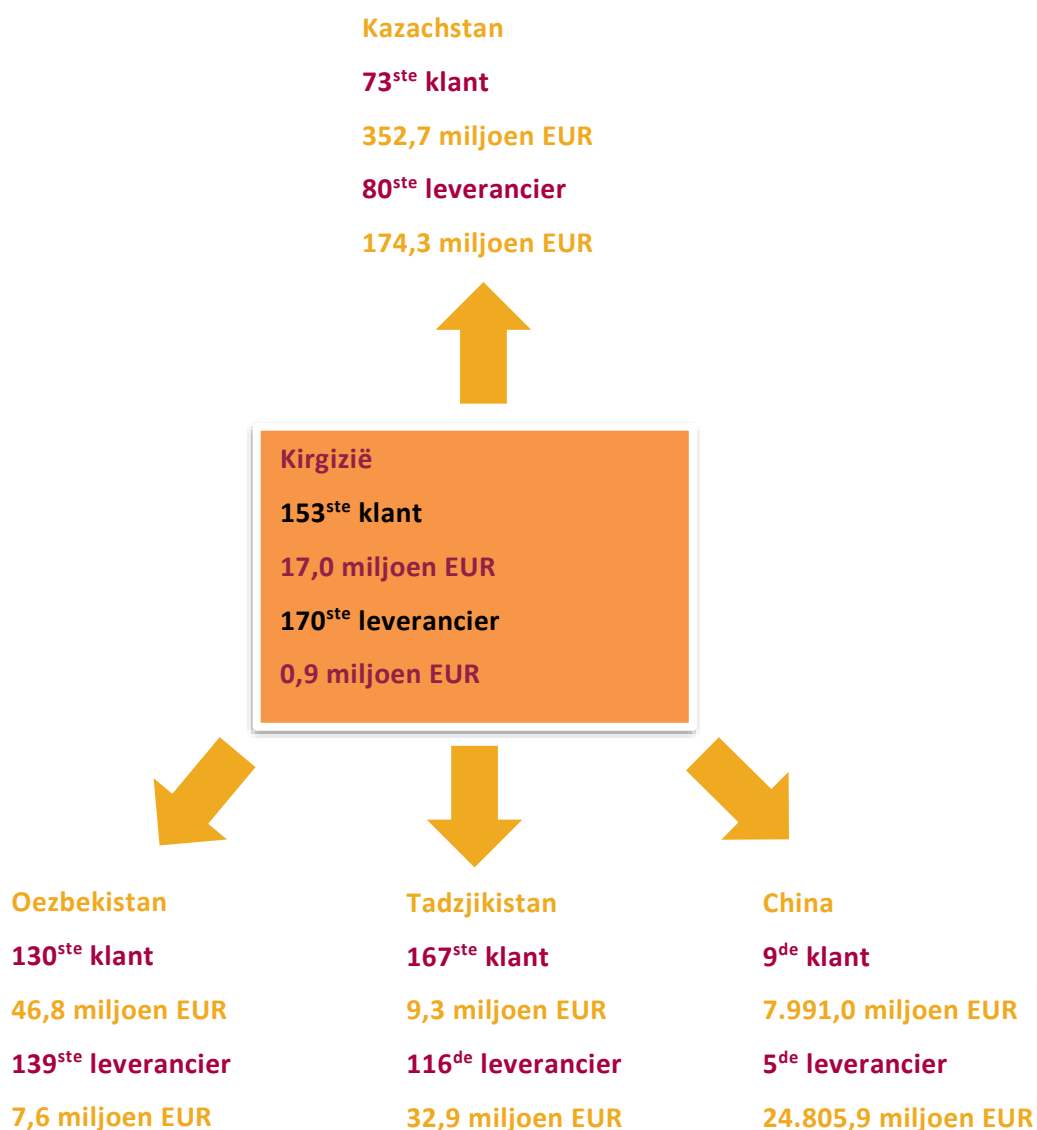 Kazachstan
73ste klant
352,7 miljoen EUR
80ste leverancier
174,3 miljoen EUR
Kirgizië
153ste klant
17,0 miljoen EUR
170ste leverancier
0,9 miljoen EUR
Oezbekistan
130ste klant
46,8 miljoen EUR
139ste leverancier
7,6 miljoen EUR
Tadzjikistan
167ste klant
9,3 miljoen EUR
116de leverancier
32,9 miljoen EUR
China
9de klant
7.991,0 miljoen EUR
5de leverancier
24.805,9 miljoen EUR